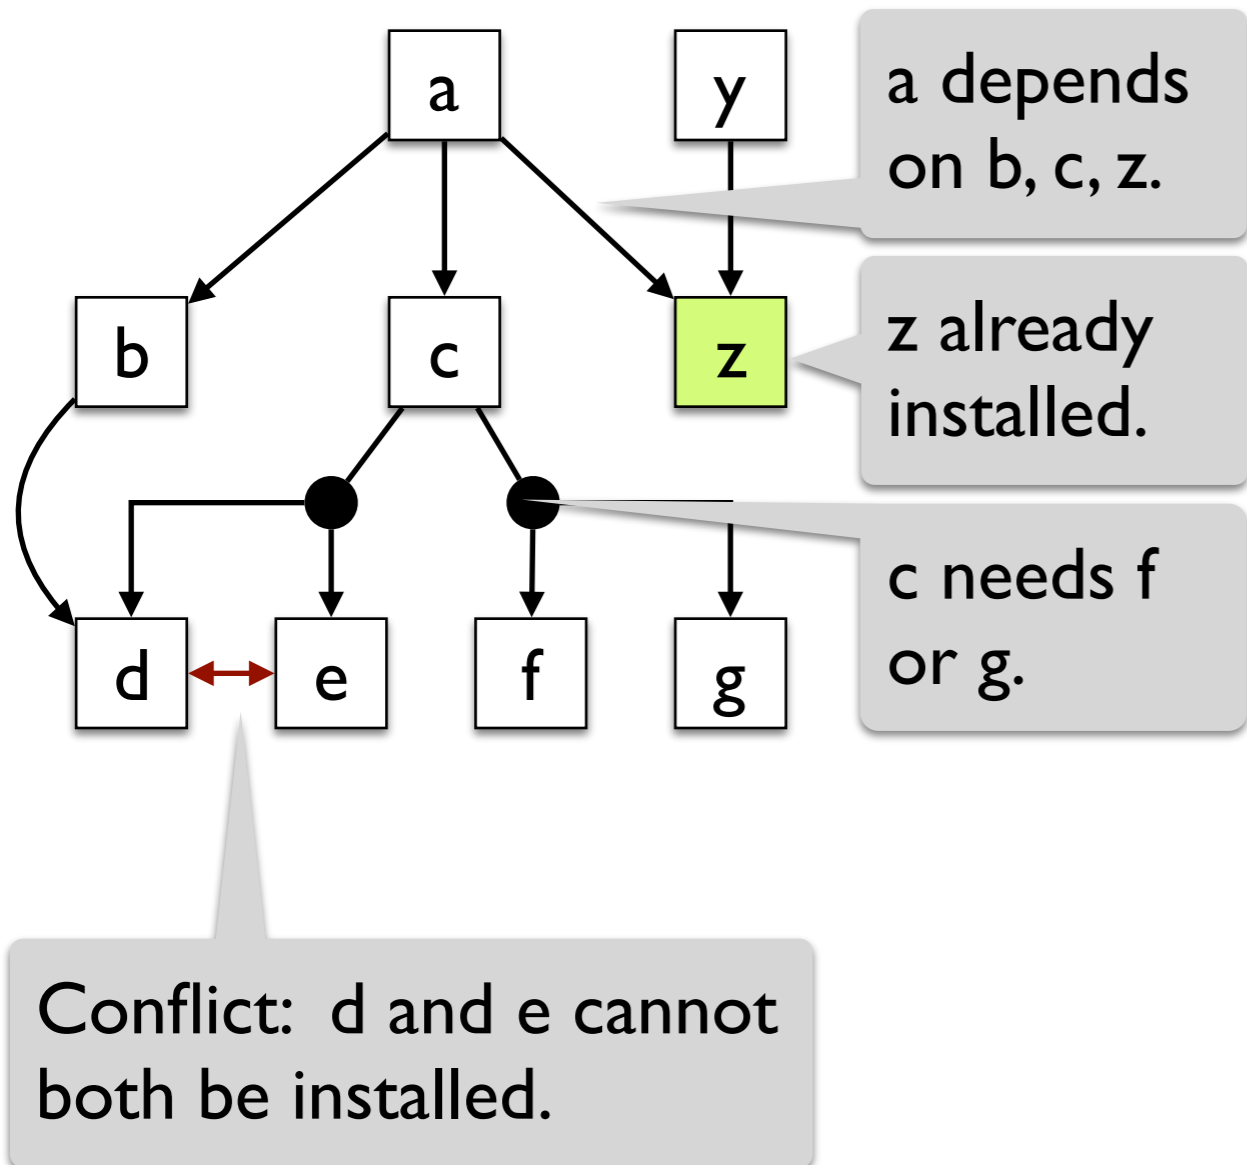 a
y
a depends
on b, c, z.
b
c
z
z already
installed.
c needs f
or g.
d
e
f
g
Conflict: d and e cannot
both be installed.